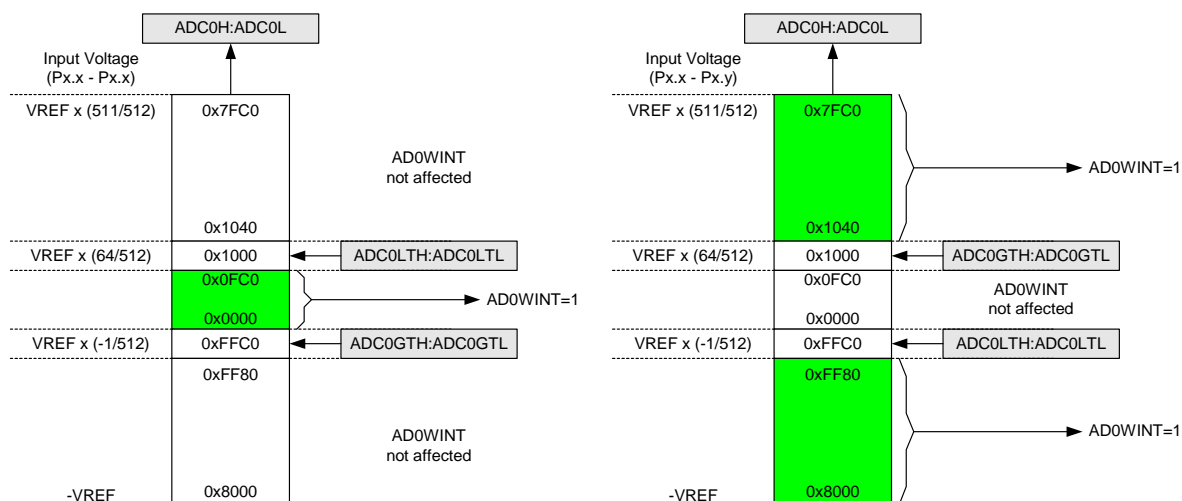 ADC0H:ADC0L
Input Voltage
(Px.x - Px.x)
VREF x (511/512)
0x7FC0
AD0WINT
not affected
0x1040
VREF x (64/512)
0x1000
ADC0LTH:ADC0LTL
0x0FC0
AD0WINT=1
0x0000
VREF x (-1/512)
0xFFC0
ADC0GTH:ADC0GTL
0xFF80
AD0WINT
not affected
-VREF
0x8000
ADC0H:ADC0L
Input Voltage
(Px.x - Px.y)
VREF x (511/512)
0x7FC0
AD0WINT=1
0x1040
VREF x (64/512)
0x1000
ADC0GTH:ADC0GTL
0x0FC0
AD0WINT
not affected
0x0000
VREF x (-1/512)
0xFFC0
ADC0LTH:ADC0LTL
0xFF80
AD0WINT=1
-VREF
0x8000